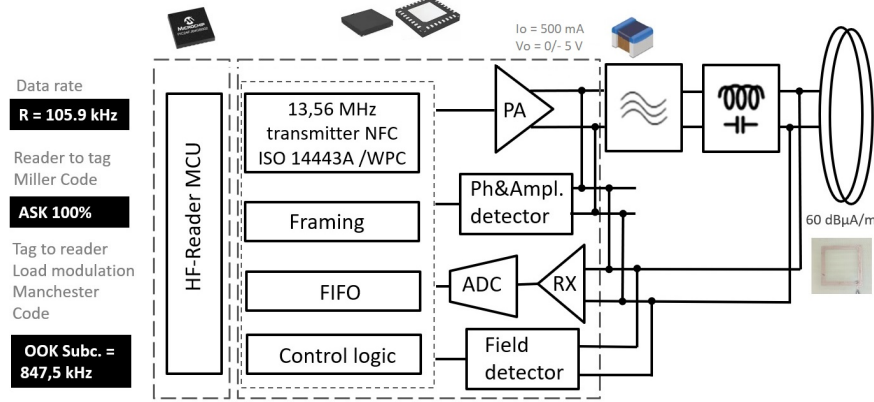 MICROCHIP
Io = 500 mA
Vo = 0/- 5 V
Data rate
R = 105.9 kHz
Reader to tag
Miller Code
ASK 100%
Tag to reader
Load modulation
Manchester
Code
OOK Subc. =
847,5 kHz
HF-Reader MCU
13,56 MHz
transmitter NFC
ISO 14443A /WPC
Framing
FIFO
Control logic
PA
Ph&Ampl.
detector
ADC
RX
Field
detector
60 dBµA/m